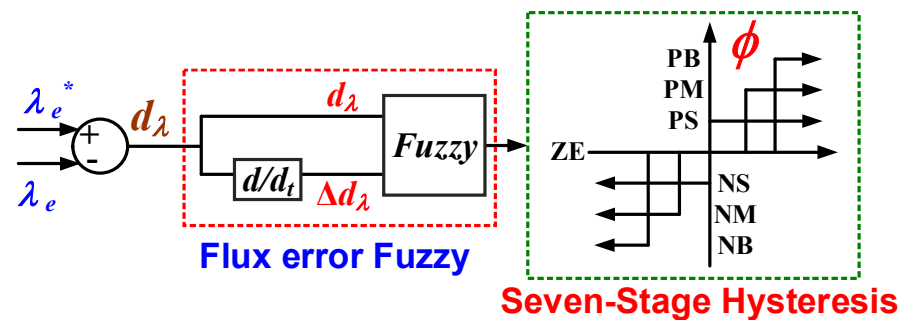 λe*
λe
+
-
dλ
dλ
d/dt
Δdλ
Fuzzy
Flux error Fuzzy
ϕ
PB
PM
PS
ZE
NS
NM
NB
Seven-Stage Hysteresis